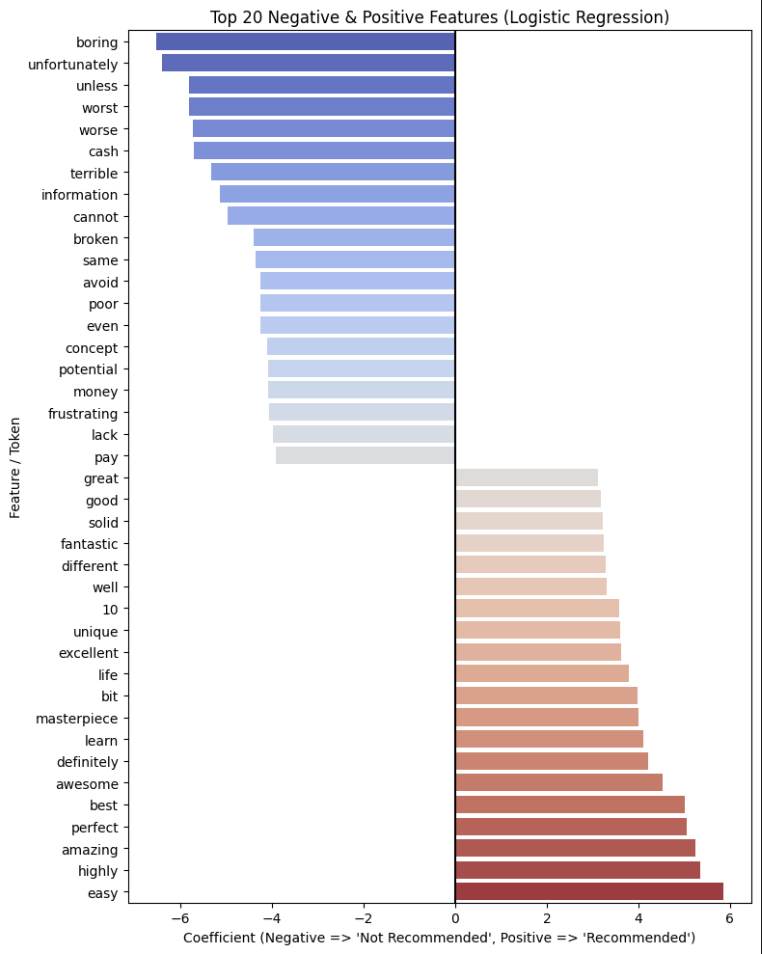 Top 20 Negative & Positive Features (Logistic Regression)
boring
unfortunately
unless
worst
worse
cash
terrible
information
cannot
broken
same
avoid
poor
even
concept
potential
money
frustrating
lack
pay
great
good
solid
fantastic
different
well
10
unique
excellent
life
bit
masterpiece
learn
definitely
awesome
best
perfect
amazing
highly
easy
Feature / Token
−6 −4 −2 0 2 4 6
Coefficient (Negative => 'Not Recommended', Positive => 'Recommended')